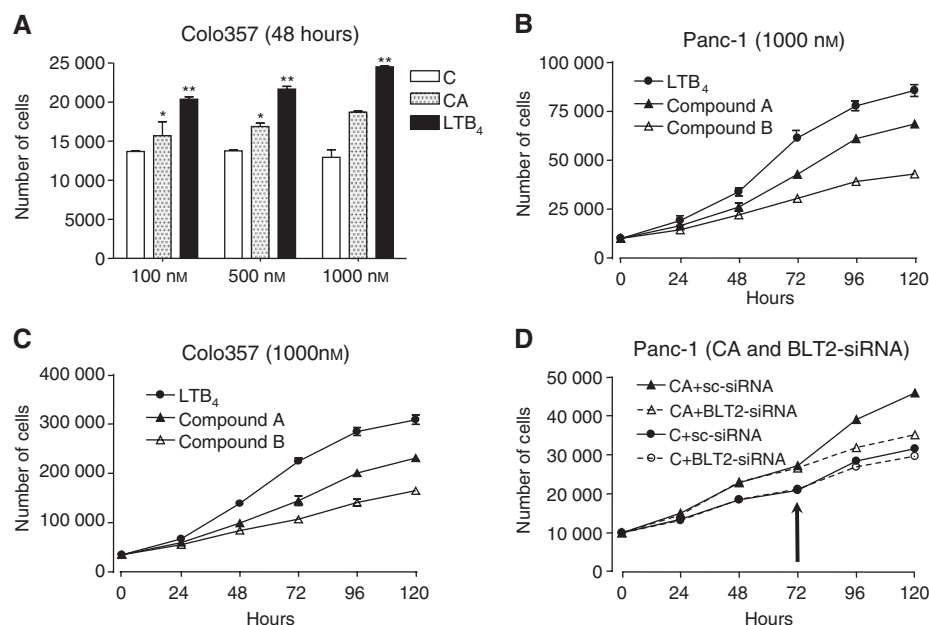 A
Colo357 (48 hours)
Number of cells
25 000
20 000
15 000
10 000
5000
0
* ** * ** **
C
CA
LTB4
100 nM 500 nM 1000 nM
B
Panc-1 (1000 nM)
Number of cells
100 000
75 000
50 000
25 000
0
LTB4
Compound A
Compound B
0 24 48 72 96 120
Hours
C
Colo357 (1000nM)
Number of cells
400 000
300 000
200 000
100 000
0
LTB4
Compound A
Compound B
0 24 48 72 96 120
Hours
D
Panc-1 (CA and BLT2-siRNA)
Number of cells
50 000
40 000
30 000
20 000
10 000
0
CA+sc-siRNA
CA+BLT2-siRNA
C+sc-siRNA
C+BLT2-siRNA
0 24 48 72 96 120
Hours